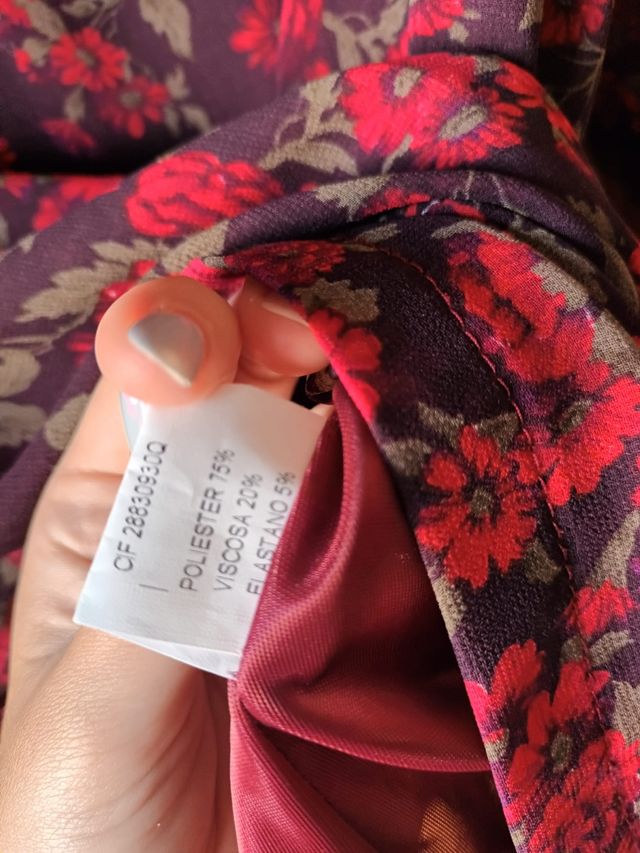 CIF 28830930Q
POLIESTER 75%
VISCOSA 20%
ELASTANO 5%